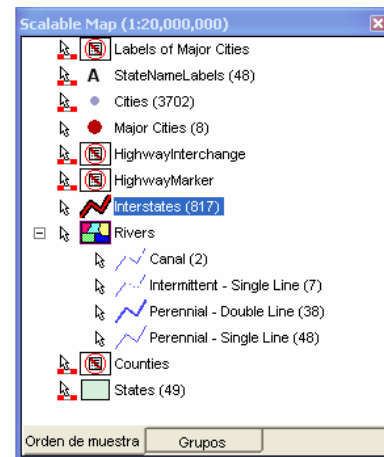 Scalable Map (1:20,000,000)
Labels of Major Cities
A StateNameLabels (48)
Cities (3702)
Major Cities (8)
HighwayInterchange
HighwayMarker
Interstates (817)
Rivers
Canal (2)
Intermittent - Single Line (7)
Perennial - Double Line (38)
Perennial - Single Line (48)
Counties
States (49)
Orden de muestra Grupos